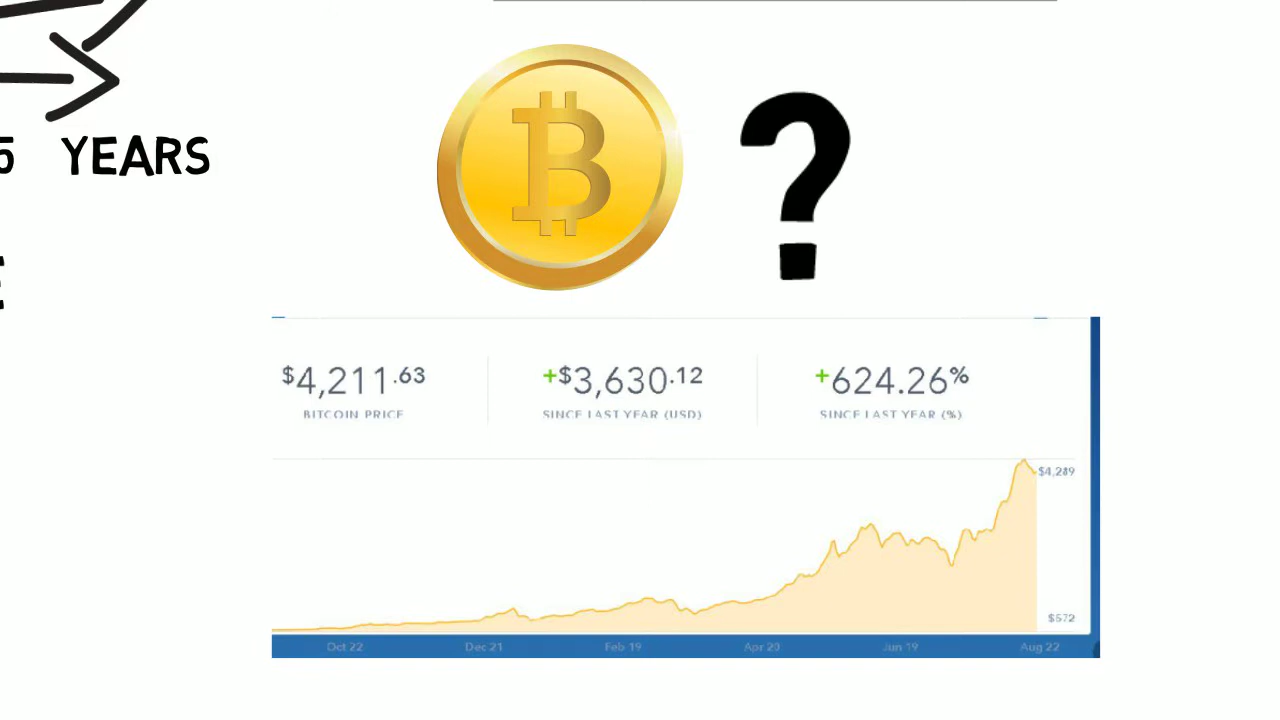 5 YEARS
?
$4,211.63
BITCOIN PRICE
+$3,630.12
SINCE LAST YEAR (USD)
+624.26%
SINCE LAST YEAR (%)
$4,289
$572
Oct 22 Dec 21 Feb 19 Apr 20 Jun 19 Aug 22